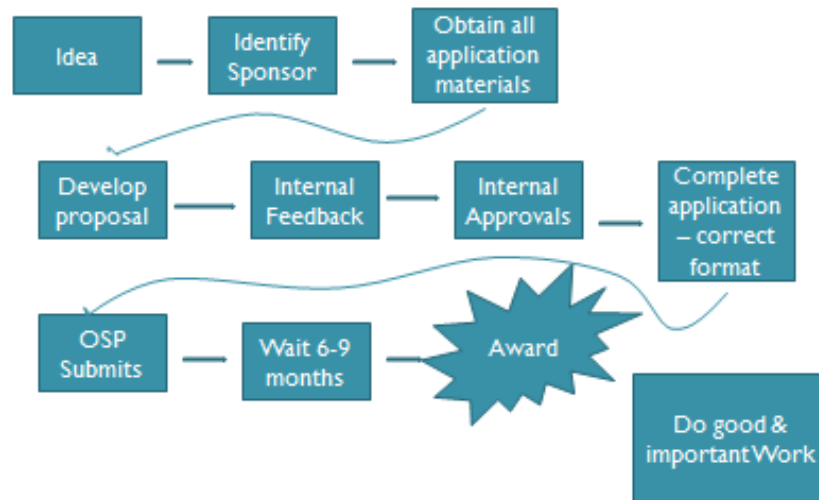 Idea
Identify
Sponsor
Obtain all
application
materials
Develop
proposal
Internal
Feedback
Internal
Approvals
Complete
application
– correct
format
OSP
Submits
Wait 6-9
months
Award
Do good &
important Work